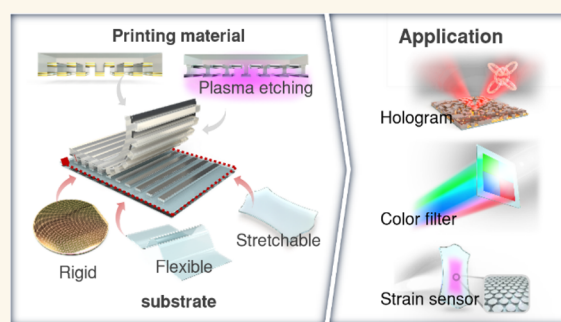 Printing material
Plasma etching
Rigid
Flexible
Stretchable
substrate
Application
Hologram
Color filter
Strain sensor